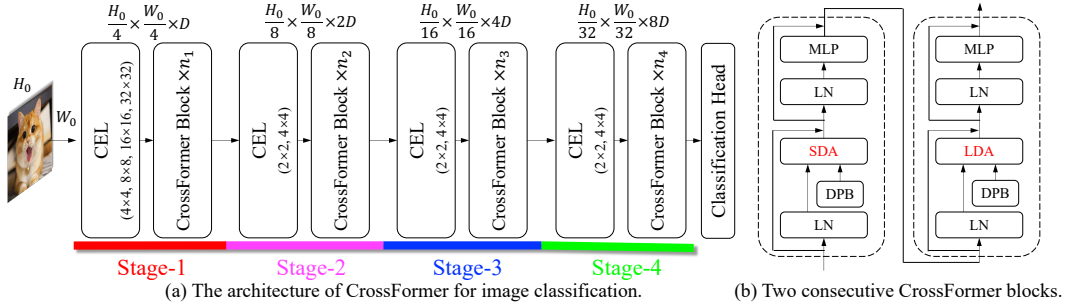 H₀/4 × W₀/4 × D
H₀/8 × W₀/8 × 2D
H₀/16 × W₀/16 × 4D
H₀/32 × W₀/32 × 8D
H₀
W₀
CEL
(4×4, 8×8, 16×16, 32×32)
CrossFormer Block ×n₁
CEL
(2×2, 4×4)
CrossFormer Block ×n₂
CEL
(2×2, 4×4)
CrossFormer Block ×n₃
CEL
(2×2, 4×4)
CrossFormer Block ×n₄
Classification Head
Stage-1
Stage-2
Stage-3
Stage-4
(a) The architecture of CrossFormer for image classification.
MLP
LN
SDA
DPB
LN
MLP
LN
LDA
DPB
LN
(b) Two consecutive CrossFormer blocks.